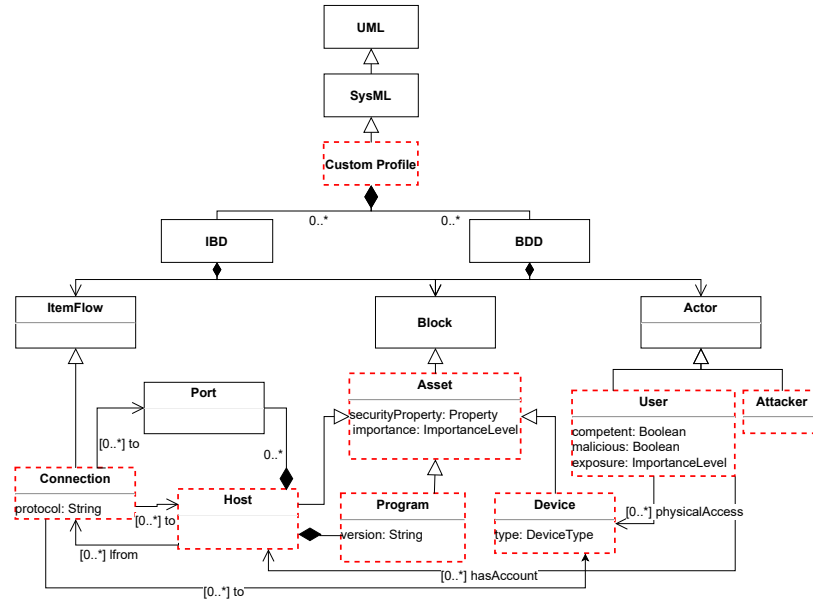 UML
SysML
Custom Profile
0..*
0..*
IBD
BDD
ItemFlow
Block
Actor
Port
Asset
securityProperty: Property
importance: ImportanceLevel
User
competent: Boolean
malicious: Boolean
exposure: ImportanceLevel
Attacker
[0..*] to
0..*
Connection
protocol: String
[0..*] to
Host
Program
version: String
Device
type: DeviceType
[0..*] physicalAccess
[0..*] Ifrom
[0..*] hasAccount
[0..*] to